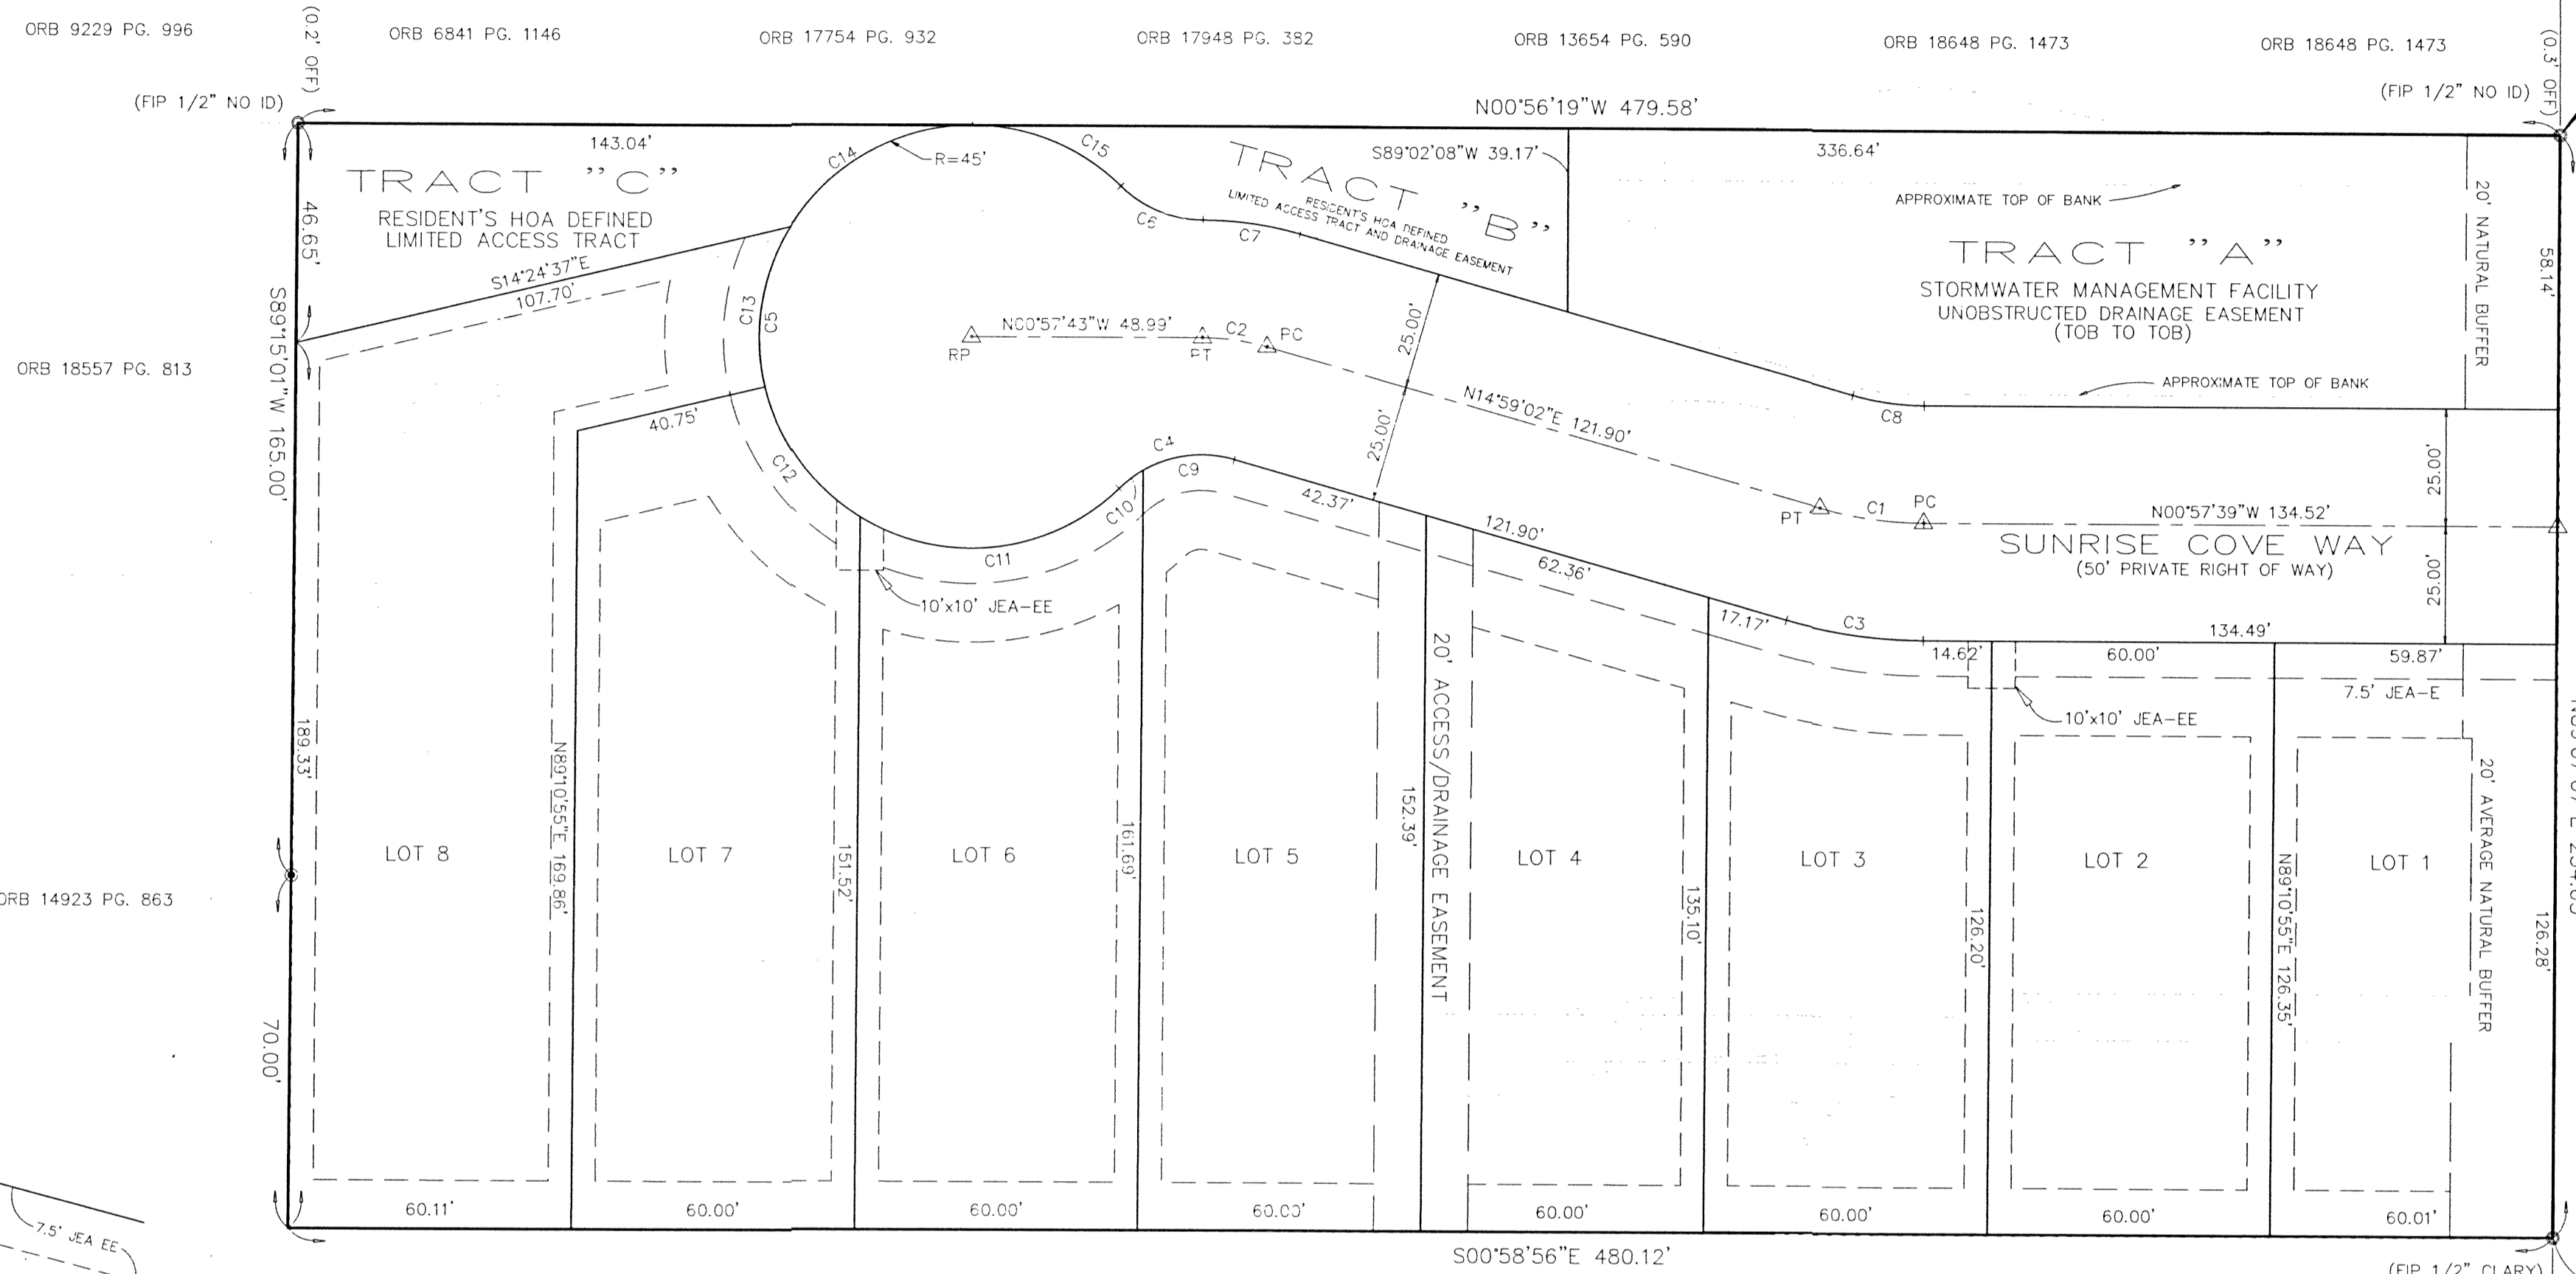 ORB 9229 PG. 996
ORB 6841 PG. 1146
ORB 17754 PG. 932
ORB 17948 PG. 382
ORB 13654 PG. 590
ORB 18648 PG. 1473
ORB 18648 PG. 1473
(0.2' OFF)
(0.3' OFF)
(FIP 1/2" NO ID)
(FIP 1/2" NO ID)
N00°56'19"W 479.58'
143.04'
C14
R=45'
C15
S89°02'08"W 39.17'
336.64'
TRACT "C"
RESIDENT'S HOA DEFINED
LIMITED ACCESS TRACT
TRACT "B"
RESIDENT'S HOA DEFINED
LIMITED ACCESS TRACT AND DRAINAGE EASEMENT
APPROXIMATE TOP OF BANK
TRACT "A"
STORMWATER MANAGEMENT FACILITY
UNOBSTRUCTED DRAINAGE EASEMENT
(TOB TO TOB)
20' NATURAL BUFFER
58.14'
46.65'
C6
C7
S14°24'37"E
107.70'
S89°15'01"W 165.00'
C13
C5
N00°57'43"W 48.99'
C2
PC
RP
PT
25.00'
ORB 18557 PG. 813
APPROXIMATE TOP OF BANK
N14°59'02"E 121.90'
C8
40.75'
25.00'
C4
C9
C12
42.37'
C10
25.00'
PT
C1
PC
N00°57'39"W 134.52'
121.90'
SUNRISE COVE WAY
(50' PRIVATE RIGHT OF WAY)
C11
62.36'
25.00'
10'x10' JEA-EE
17.17'
C3
134.49'
14.62'
60.00'
59.87'
7.5' JEA-E
10'x10' JEA-EE
20' ACCESS/DRAINAGE EASEMENT
20' AVERAGE NATURAL BUFFER
189.33'
N89°10'55"E 169.86'
151.52'
161.69'
152.39'
135.10'
126.20'
N89°10'55"E 126.35'
126.28'
LOT 8
LOT 7
LOT 6
LOT 5
LOT 4
LOT 3
LOT 2
LOT 1
ORB 14923 PG. 863
70.00'
60.11'
60.00'
60.00'
60.00'
60.00'
60.00'
60.00'
60.01'
S00°58'56"E 480.12'
7.5' JEA EE
(FIP 1/2" CLARY)